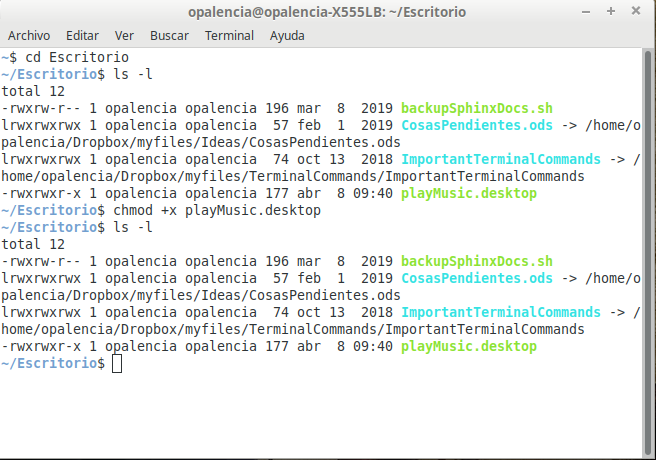 opalencia@opalencia-X555LB: ~/Escritorio
Archivo Editar Ver Buscar Terminal Ayuda
~$ cd Escritorio
~/Escritorio$ ls -l
total 12
-rwxrw-r-- 1 opalencia opalencia 196 mar  8  2019 backupSphinxDocs.sh
lrwxrwxrwx 1 opalencia opalencia  57 feb  1  2019 CosasPendientes.ods -> /home/o
palencia/Dropbox/myfiles/Ideas/CosasPendientes.ods
lrwxrwxrwx 1 opalencia opalencia  74 oct 13  2018 ImportantTerminalCommands -> /
home/opalencia/Dropbox/myfiles/TerminalCommands/ImportantTerminalCommands
-rwxrwxr-x 1 opalencia opalencia 177 abr  8 09:40 playMusic.desktop
~/Escritorio$ chmod +x playMusic.desktop
~/Escritorio$ ls -l
total 12
-rwxrw-r-- 1 opalencia opalencia 196 mar  8  2019 backupSphinxDocs.sh
lrwxrwxrwx 1 opalencia opalencia  57 feb  1  2019 CosasPendientes.ods -> /home/o
palencia/Dropbox/myfiles/Ideas/CosasPendientes.ods
lrwxrwxrwx 1 opalencia opalencia  74 oct 13  2018 ImportantTerminalCommands -> /
home/opalencia/Dropbox/myfiles/TerminalCommands/ImportantTerminalCommands
-rwxrwxr-x 1 opalencia opalencia 177 abr  8 09:40 playMusic.desktop
~/Escritorio$